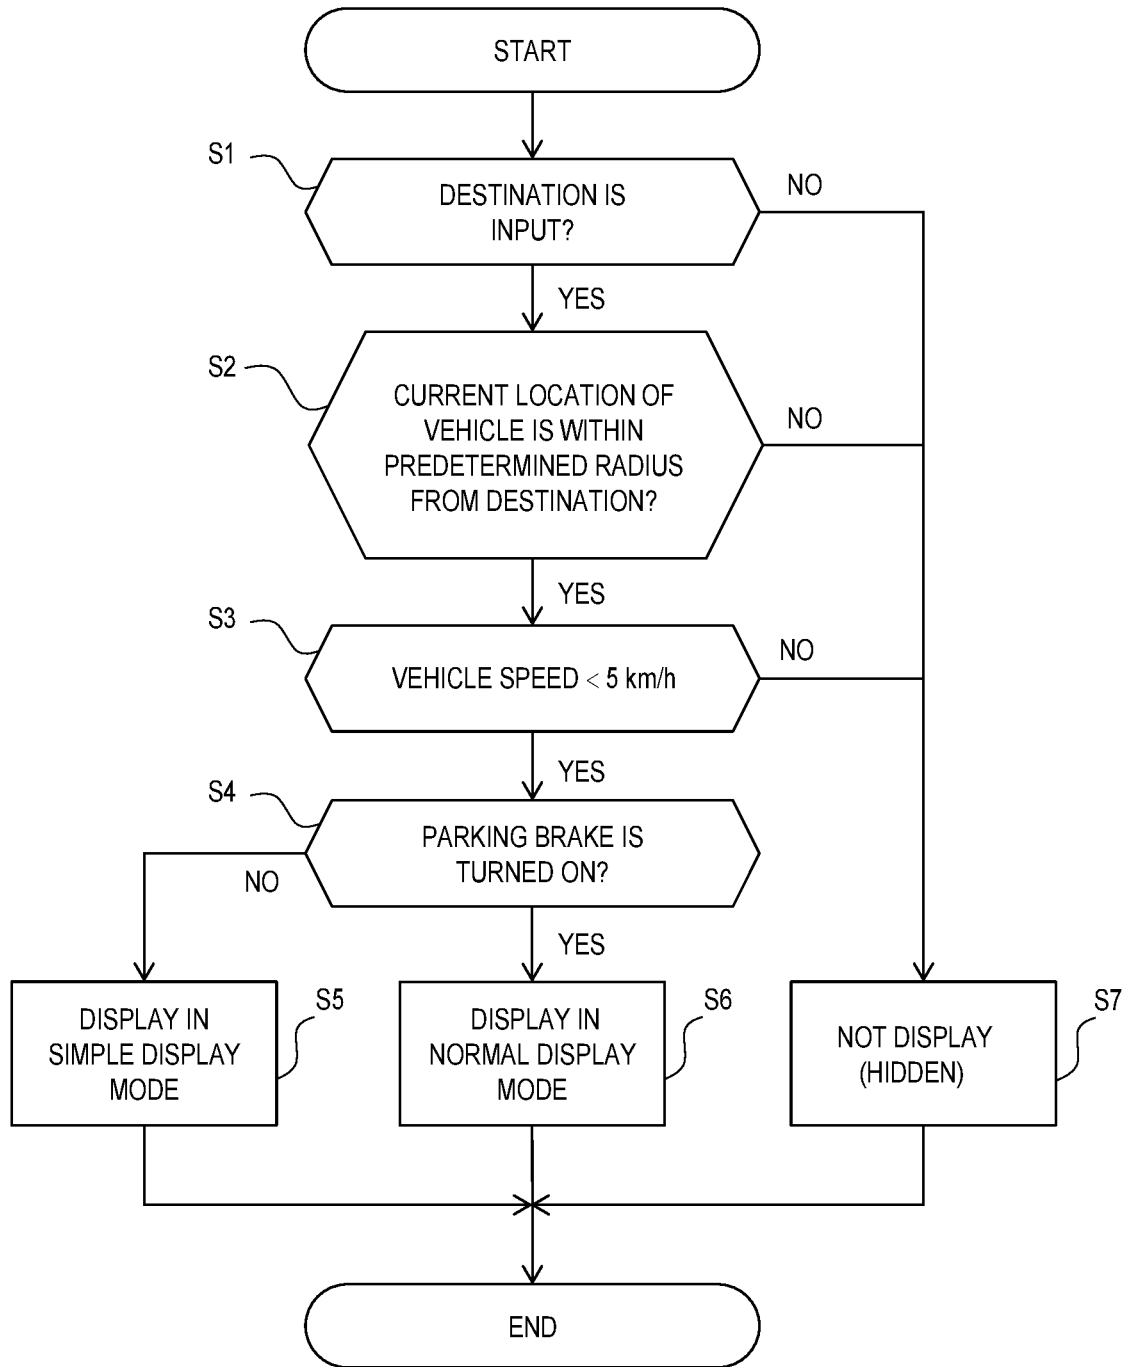 START
S1
DESTINATION IS
INPUT?
NO
YES
S2
CURRENT LOCATION OF
VEHICLE IS WITHIN
PREDETERMINED RADIUS
FROM DESTINATION?
NO
YES
S3
VEHICLE SPEED < 5 km/h
NO
YES
S4
PARKING BRAKE IS
TURNED ON?
NO
YES
DISPLAY IN
SIMPLE DISPLAY
MODE
S5
DISPLAY IN
NORMAL DISPLAY
MODE
S6
NOT DISPLAY
(HIDDEN)
S7
END